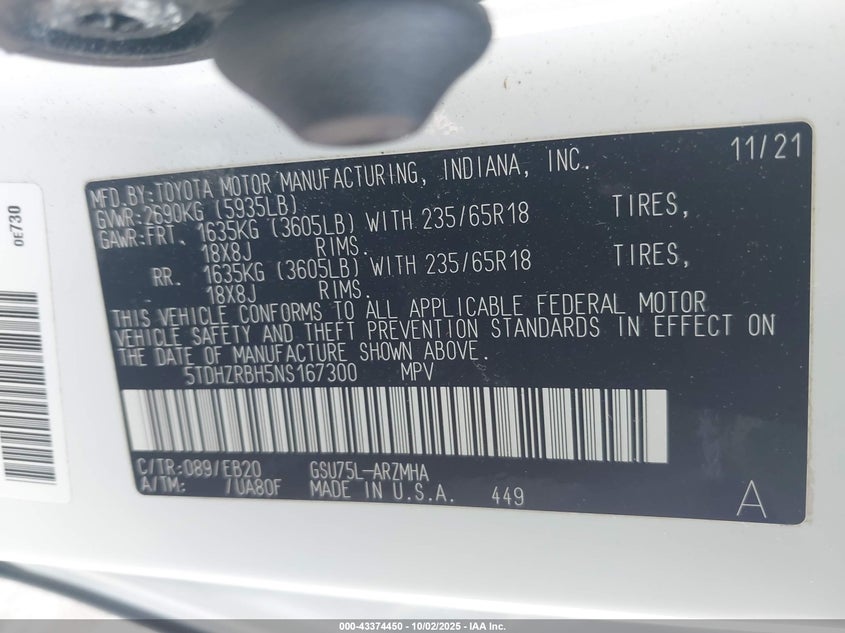 11/21
MFD.BY:TOYOTA MOTOR MANUFACTURING, INDIANA, INC.
GVWR:2690KG (5935LB)
GAWR:FRT. 1635KG (3605LB) WITH 235/65R18 TIRES,
18X8J RIMS.
RR. 1635KG (3605LB) WITH 235/65R18 TIRES,
18X8J RIMS.
THIS VEHICLE CONFORMS TO ALL APPLICABLE FEDERAL MOTOR
VEHICLE SAFETY AND THEFT PREVENTION STANDARDS IN EFFECT ON
THE DATE OF MANUFACTURE SHOWN ABOVE.
5TDHZRBH5NS167300 MPV
C/TR:089/EB20 GSU75L-ARZMHA
A/TM: /UA80F MADE IN U.S.A. 449 A
0E730
000-43374450 - 10/02/2025 - IAA Inc.